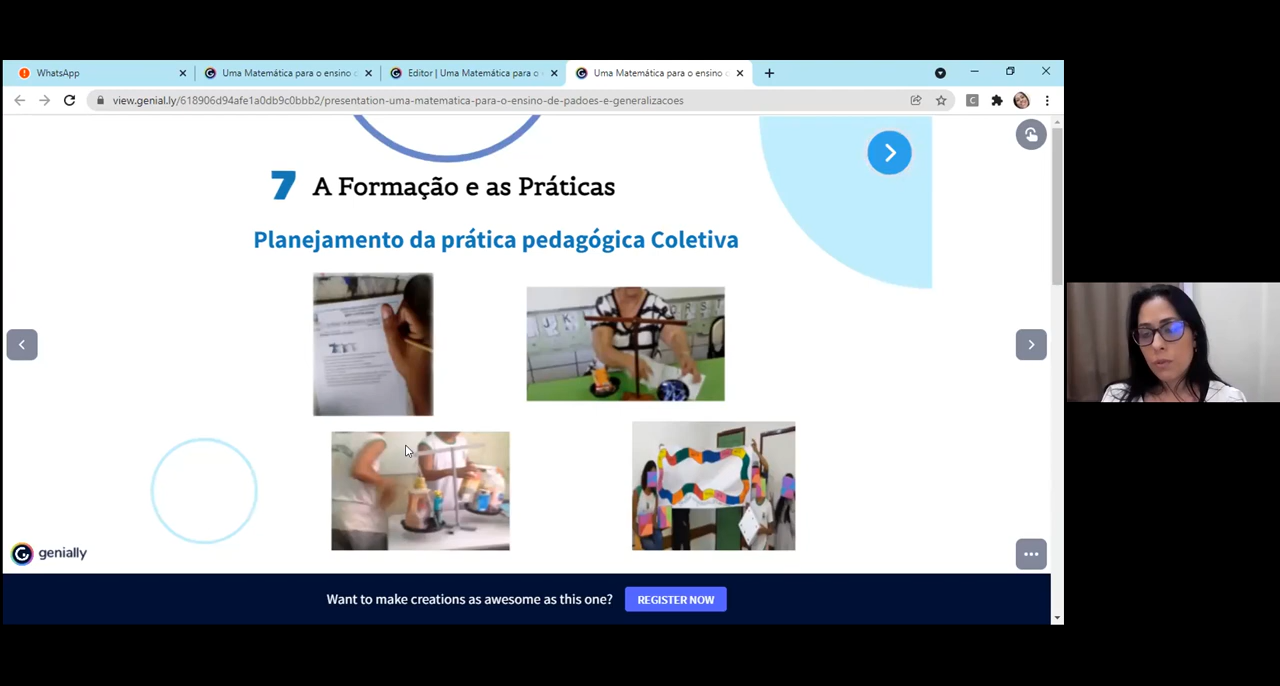 WhatsApp
Uma Matemática para o ensino
Editor | Uma Matemática para o
Uma Matemática para o ensino
view.genial.ly/618906d94afe1a0db9c0bbb2/presentation-uma-matematica-para-o-ensino-de-padoes-e-generalizacoes
C
7 A Formação e as Práticas
Planejamento da prática pedagógica Coletiva
J K
genially
Want to make creations as awesome as this one? REGISTER NOW